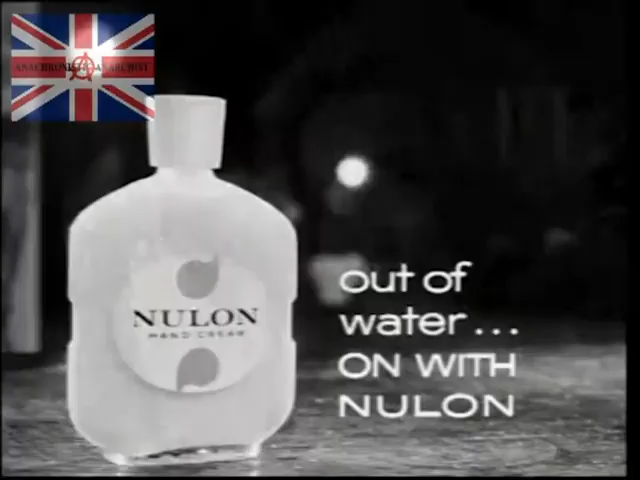 ANACHRONISTIC ANARCHIST
NULON
HAND CREAM
out of
water...
ON WITH
NULON